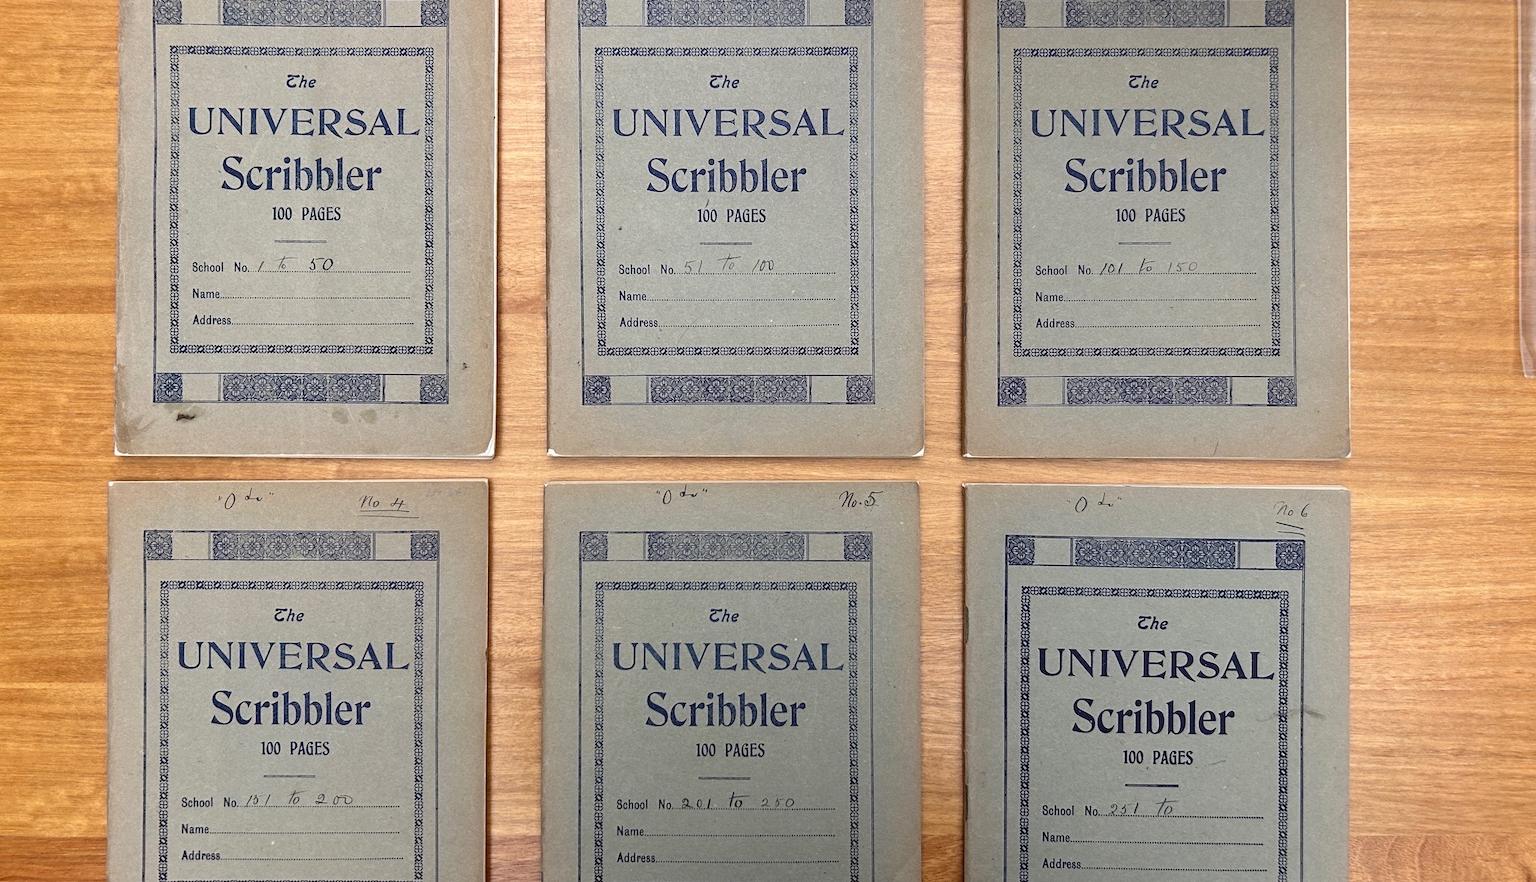 The
UNIVERSAL
Scribbler
100 PAGES
School No. 1 to 50
Name
Address
The
UNIVERSAL
Scribbler
100 PAGES
School No. 51 to 100
Name
Address
The
UNIVERSAL
Scribbler
100 PAGES
School No. 101 to 150
Name
Address
No 4
The
UNIVERSAL
Scribbler
100 PAGES
School No. 151 to 200
Name
Address
No. 5
The
UNIVERSAL
Scribbler
100 PAGES
School No. 201 to 250
Name
Address
No 6
The
UNIVERSAL
Scribbler
100 PAGES
School No. 251 to
Name
Address